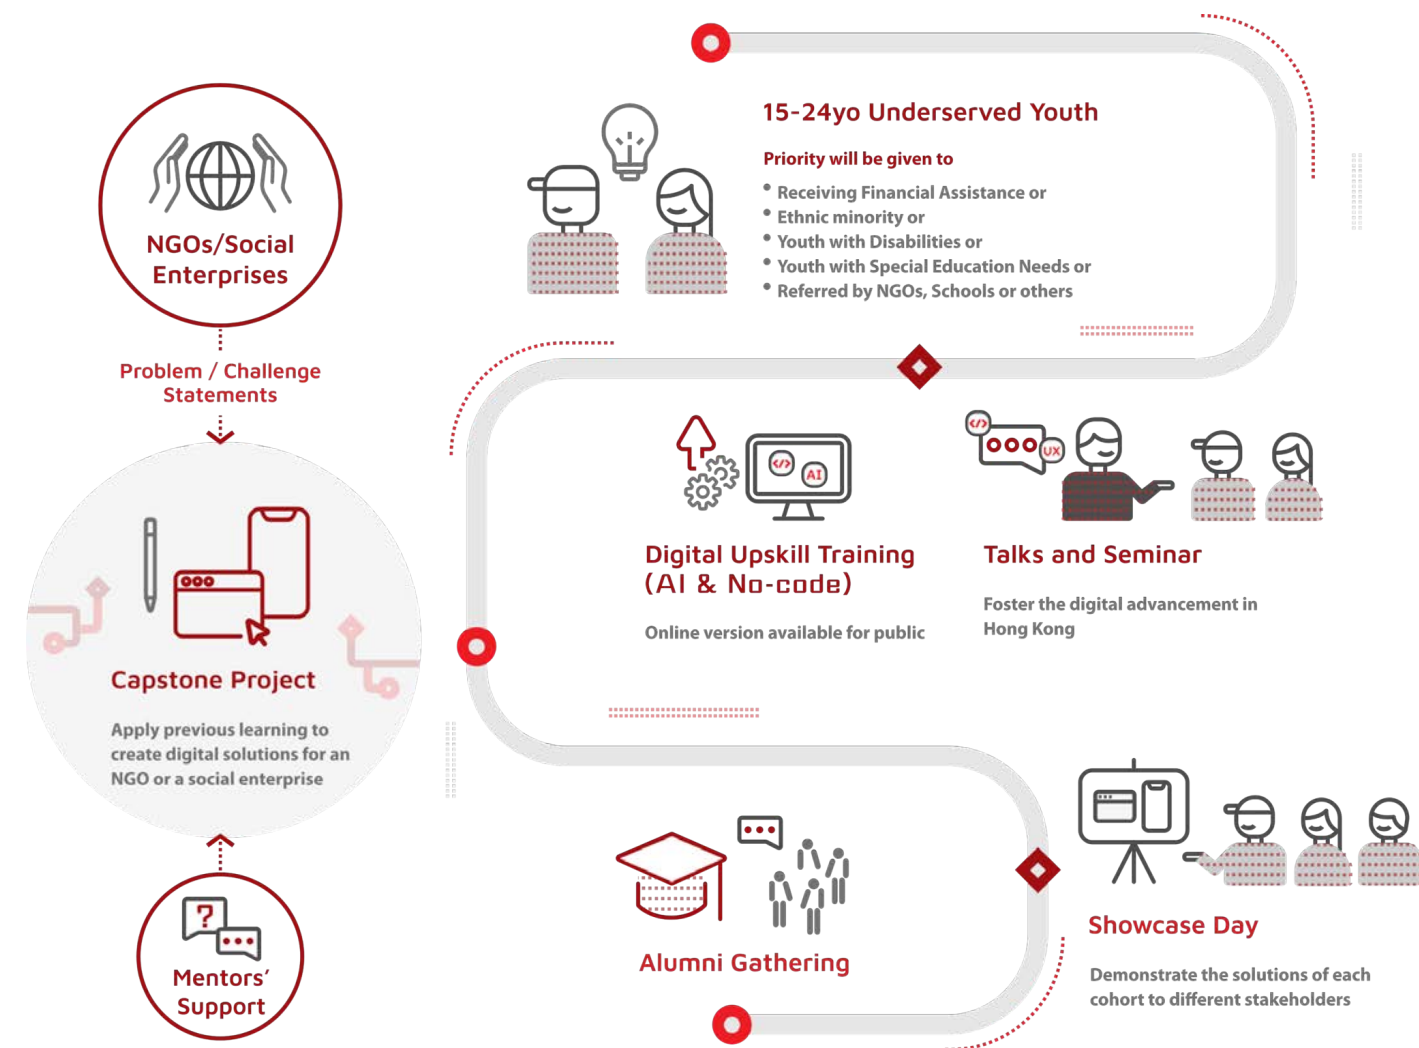 15-24yo Underserved Youth
Priority will be given to
• Receiving Financial Assistance or
• Ethnic minority or
• Youth with Disabilities or
• Youth with Special Education Needs or
• Referred by NGOs, Schools or others
NGOs/Social
Enterprises
Problem / Challenge
Statements
</>
AI
Digital Upskill Training
(AI & No-code)
Online version available for public
</>
UX
Talks and Seminar
Foster the digital advancement in
Hong Kong
Capstone Project
Apply previous learning to
create digital solutions for an
NGO or a social enterprise
?
Mentors’
Support
Alumni Gathering
Showcase Day
Demonstrate the solutions of each
cohort to different stakeholders